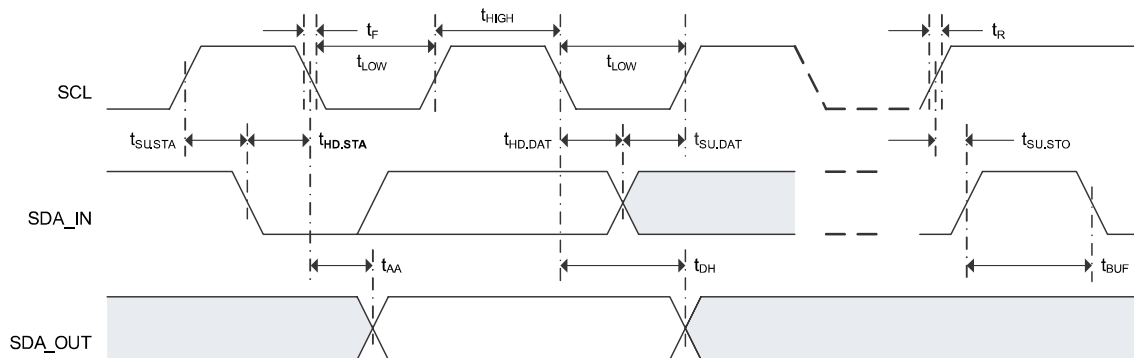 tHIGH
tF
tR
tLOW
tLOW
SCL
tSU.STA
tHD.STA
tHD.DAT
tSU.DAT
tSU.STO
SDA_IN
tAA
tDH
tBUF
SDA_OUT